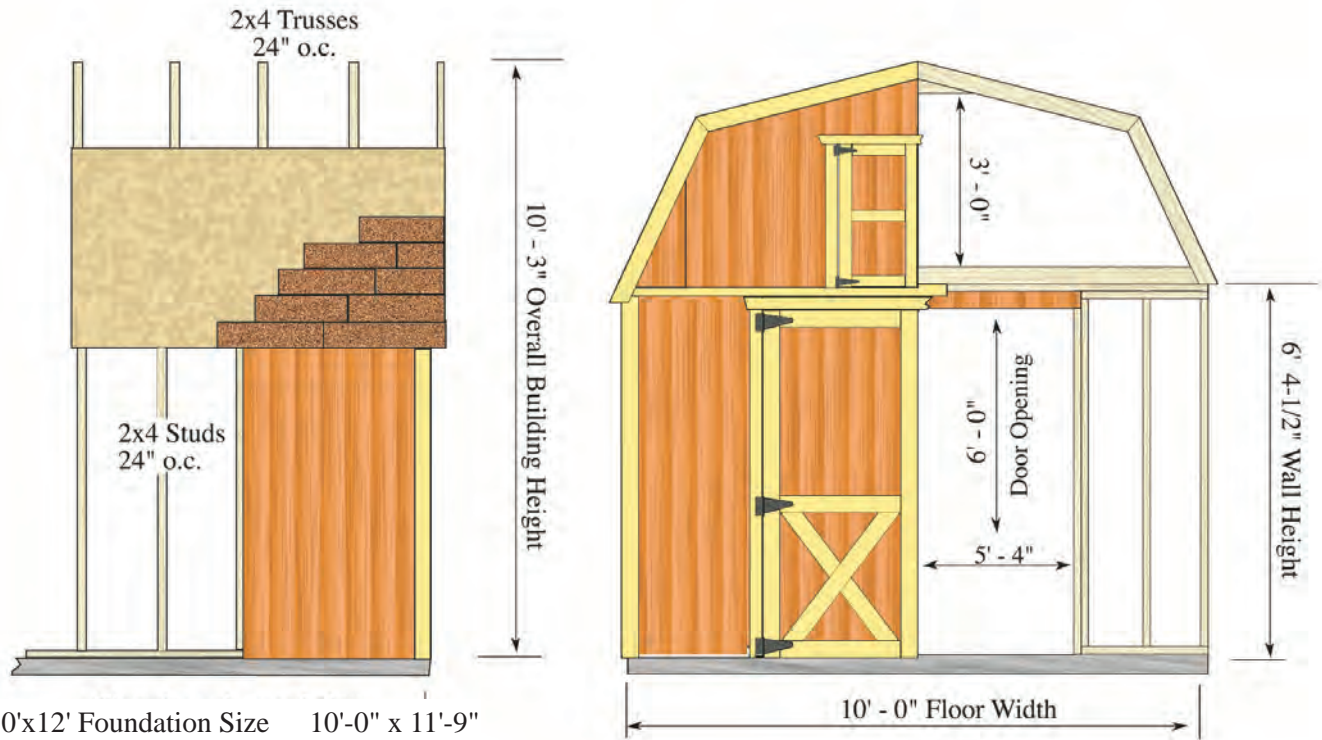 2x4 Trusses
24" o.c.
10' - 3" Overall Building Height
2x4 Studs
24" o.c.
0'x12' Foundation Size 10'-0" x 11'-9"
3' - 0"
6' 4-1/2" Wall Height
Door Opening
6' - 0"
5' - 4"
10' - 0" Floor Width